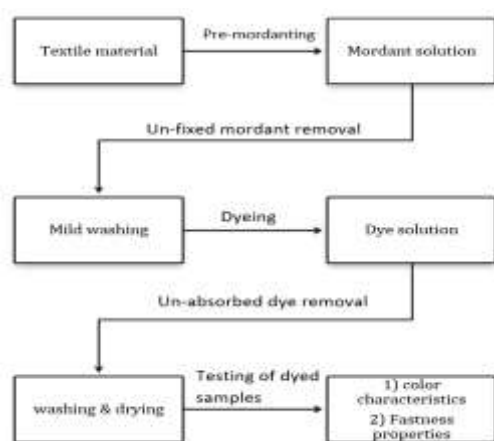 Textile material
Pre-mordanting
Mordant solution
Un-fixed mordant removal
Mild washing
Dyeing
Dye solution
Un-absorbed dye removal
washing & drying
Testing of dyed
samples
1) color
characteristics
2) Fastness
properties